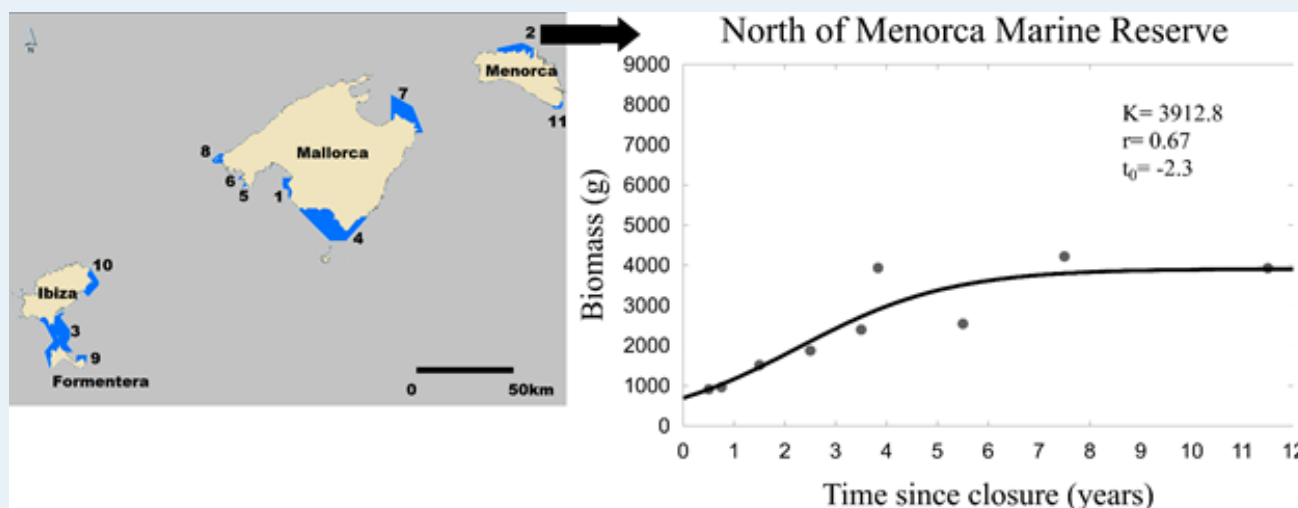 N
2
Menorca
11
7
Mallorca
8
6
5
1
4
10
Ibiza
3
9
Formentera
0 50km
North of Menorca Marine Reserve
9000
8000
7000
6000
5000
4000
3000
2000
1000
0
Biomass (g)
K= 3912.8
r= 0.67
t₀= -2.3
0 1 2 3 4 5 6 7 8 9 10 11 12
Time since closure (years)